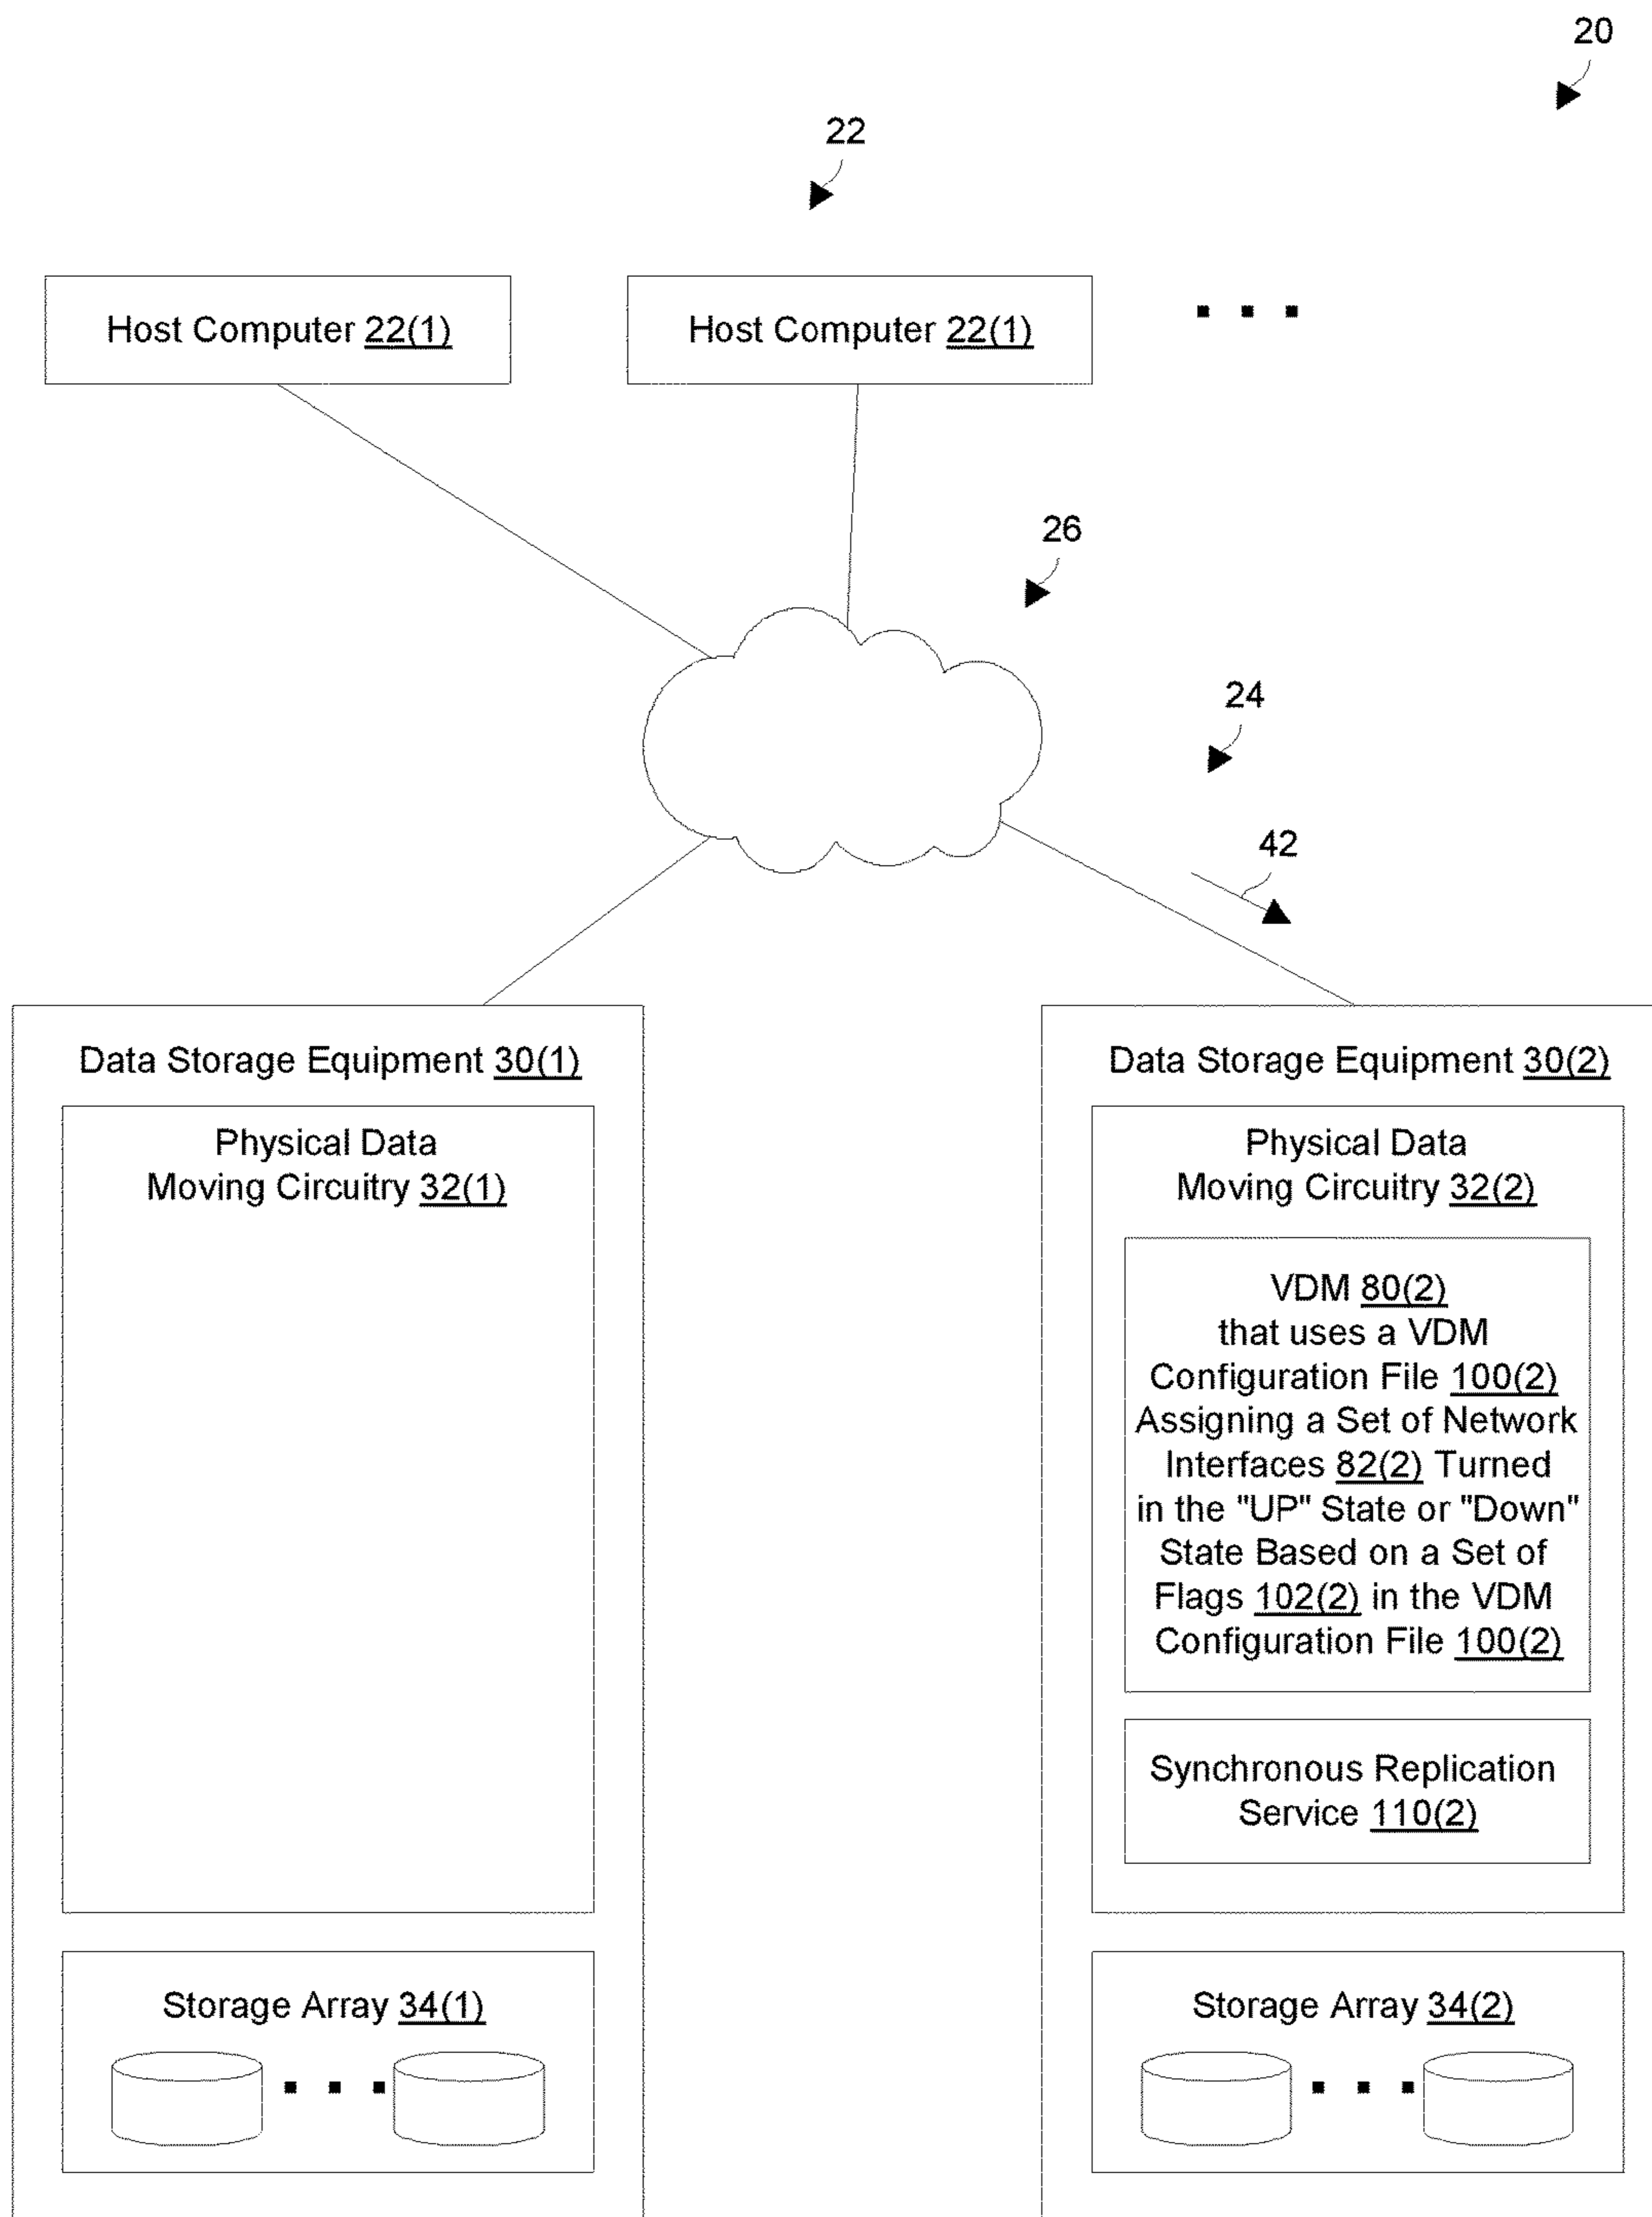 20
22
Host Computer 22(1)
Host Computer 22(1)
26
24
42
Data Storage Equipment 30(1)
Physical Data
Moving Circuitry 32(1)
Storage Array 34(1)
Data Storage Equipment 30(2)
Physical Data
Moving Circuitry 32(2)
VDM 80(2)
that uses a VDM
Configuration File 100(2)
Assigning a Set of Network
Interfaces 82(2) Turned
in the "UP" State or "Down"
State Based on a Set of
Flags 102(2) in the VDM
Configuration File 100(2)
Synchronous Replication
Service 110(2)
Storage Array 34(2)